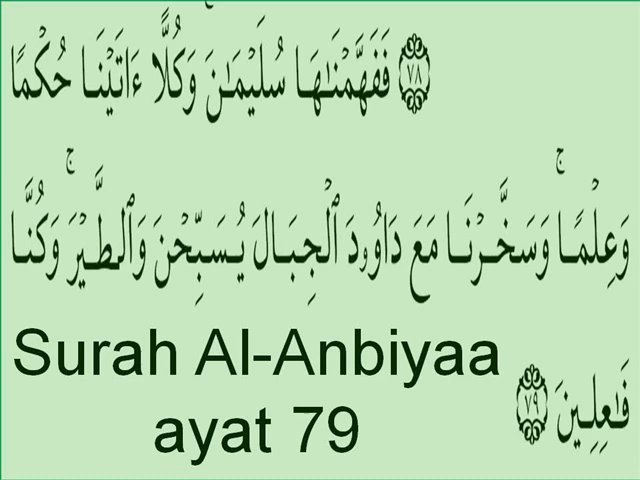 ﴿٧٨﴾ فَفَهَّمْنَـٰهَا سُلَيْمَـٰنَ ۚ وَكُلًّا ءَاتَيْنَا حُكْمًا
وَعِلْمًا ۚ وَسَخَّرْنَا مَعَ دَاوُۥدَ ٱلْجِبَالَ يُسَبِّحْنَ وَٱلطَّيْرَ ۚ وَكُنَّا
فَـٰعِلِينَ ﴿٧٩﴾
Surah Al-Anbiyaa
ayat 79